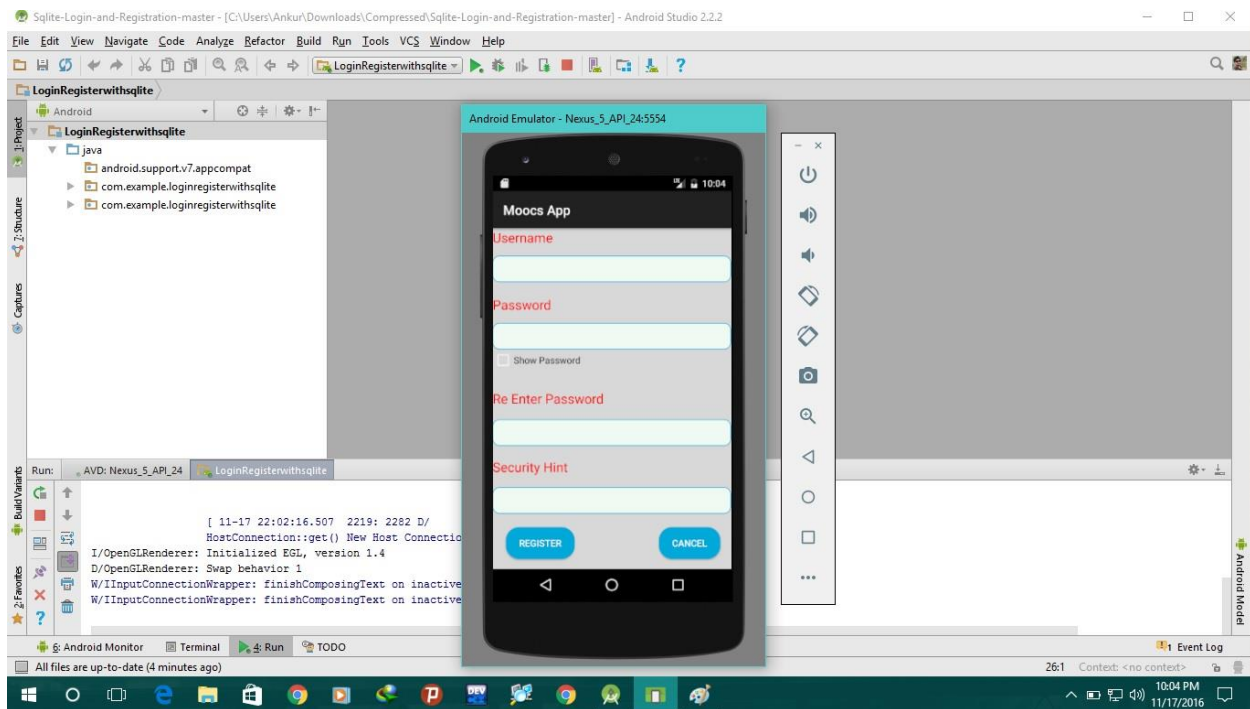 Sqlite-Login-and-Registration-master - [C:\Users\Ankur\Downloads\Compressed\Sqlite-Login-and-Registration-master] - Android Studio 2.2.2
File Edit View Navigate Code Analyze Refactor Build Run Tools VCS Window Help
LoginRegisterwithsqlite
LoginRegisterwithsqlite
1: Project
7: Structure
Captures
Build Variants
2: Favorites
Android
LoginRegisterwithsqlite
java
android.support.v7.appcompat
com.example.loginregisterwithsqlite
com.example.loginregisterwithsqlite
Android Emulator - Nexus_5_API_24:5554
10:04
Moocs App
Username
Password
Show Password
Re Enter Password
Security Hint
REGISTER CANCEL
Run: AVD: Nexus_5_API_24 LoginRegisterwithsqlite
[ 11-17 22:02:16.507 2219: 2282 D/
HostConnection::get() New Host Connectio
I/OpenGLRenderer: Initialized EGL, version 1.4
D/OpenGLRenderer: Swap behavior 1
W/IInputConnectionWrapper: finishComposingText on inactive
W/IInputConnectionWrapper: finishComposingText on inactive
Android Model
6: Android Monitor Terminal 4: Run TODO 1 Event Log
All files are up-to-date (4 minutes ago) 26:1 Context: <no context>
DEV
10:04 PM
11/17/2016